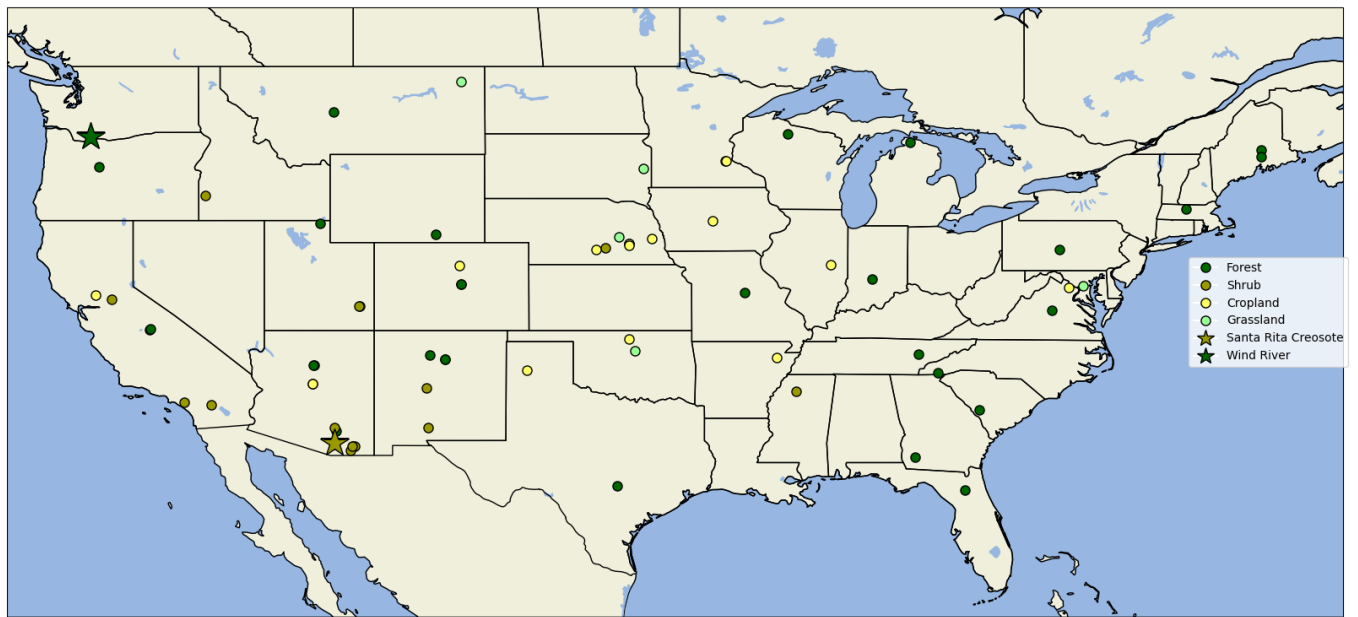 Forest
Shrub
Cropland
Grassland
Santa Rita Creosote
Wind River